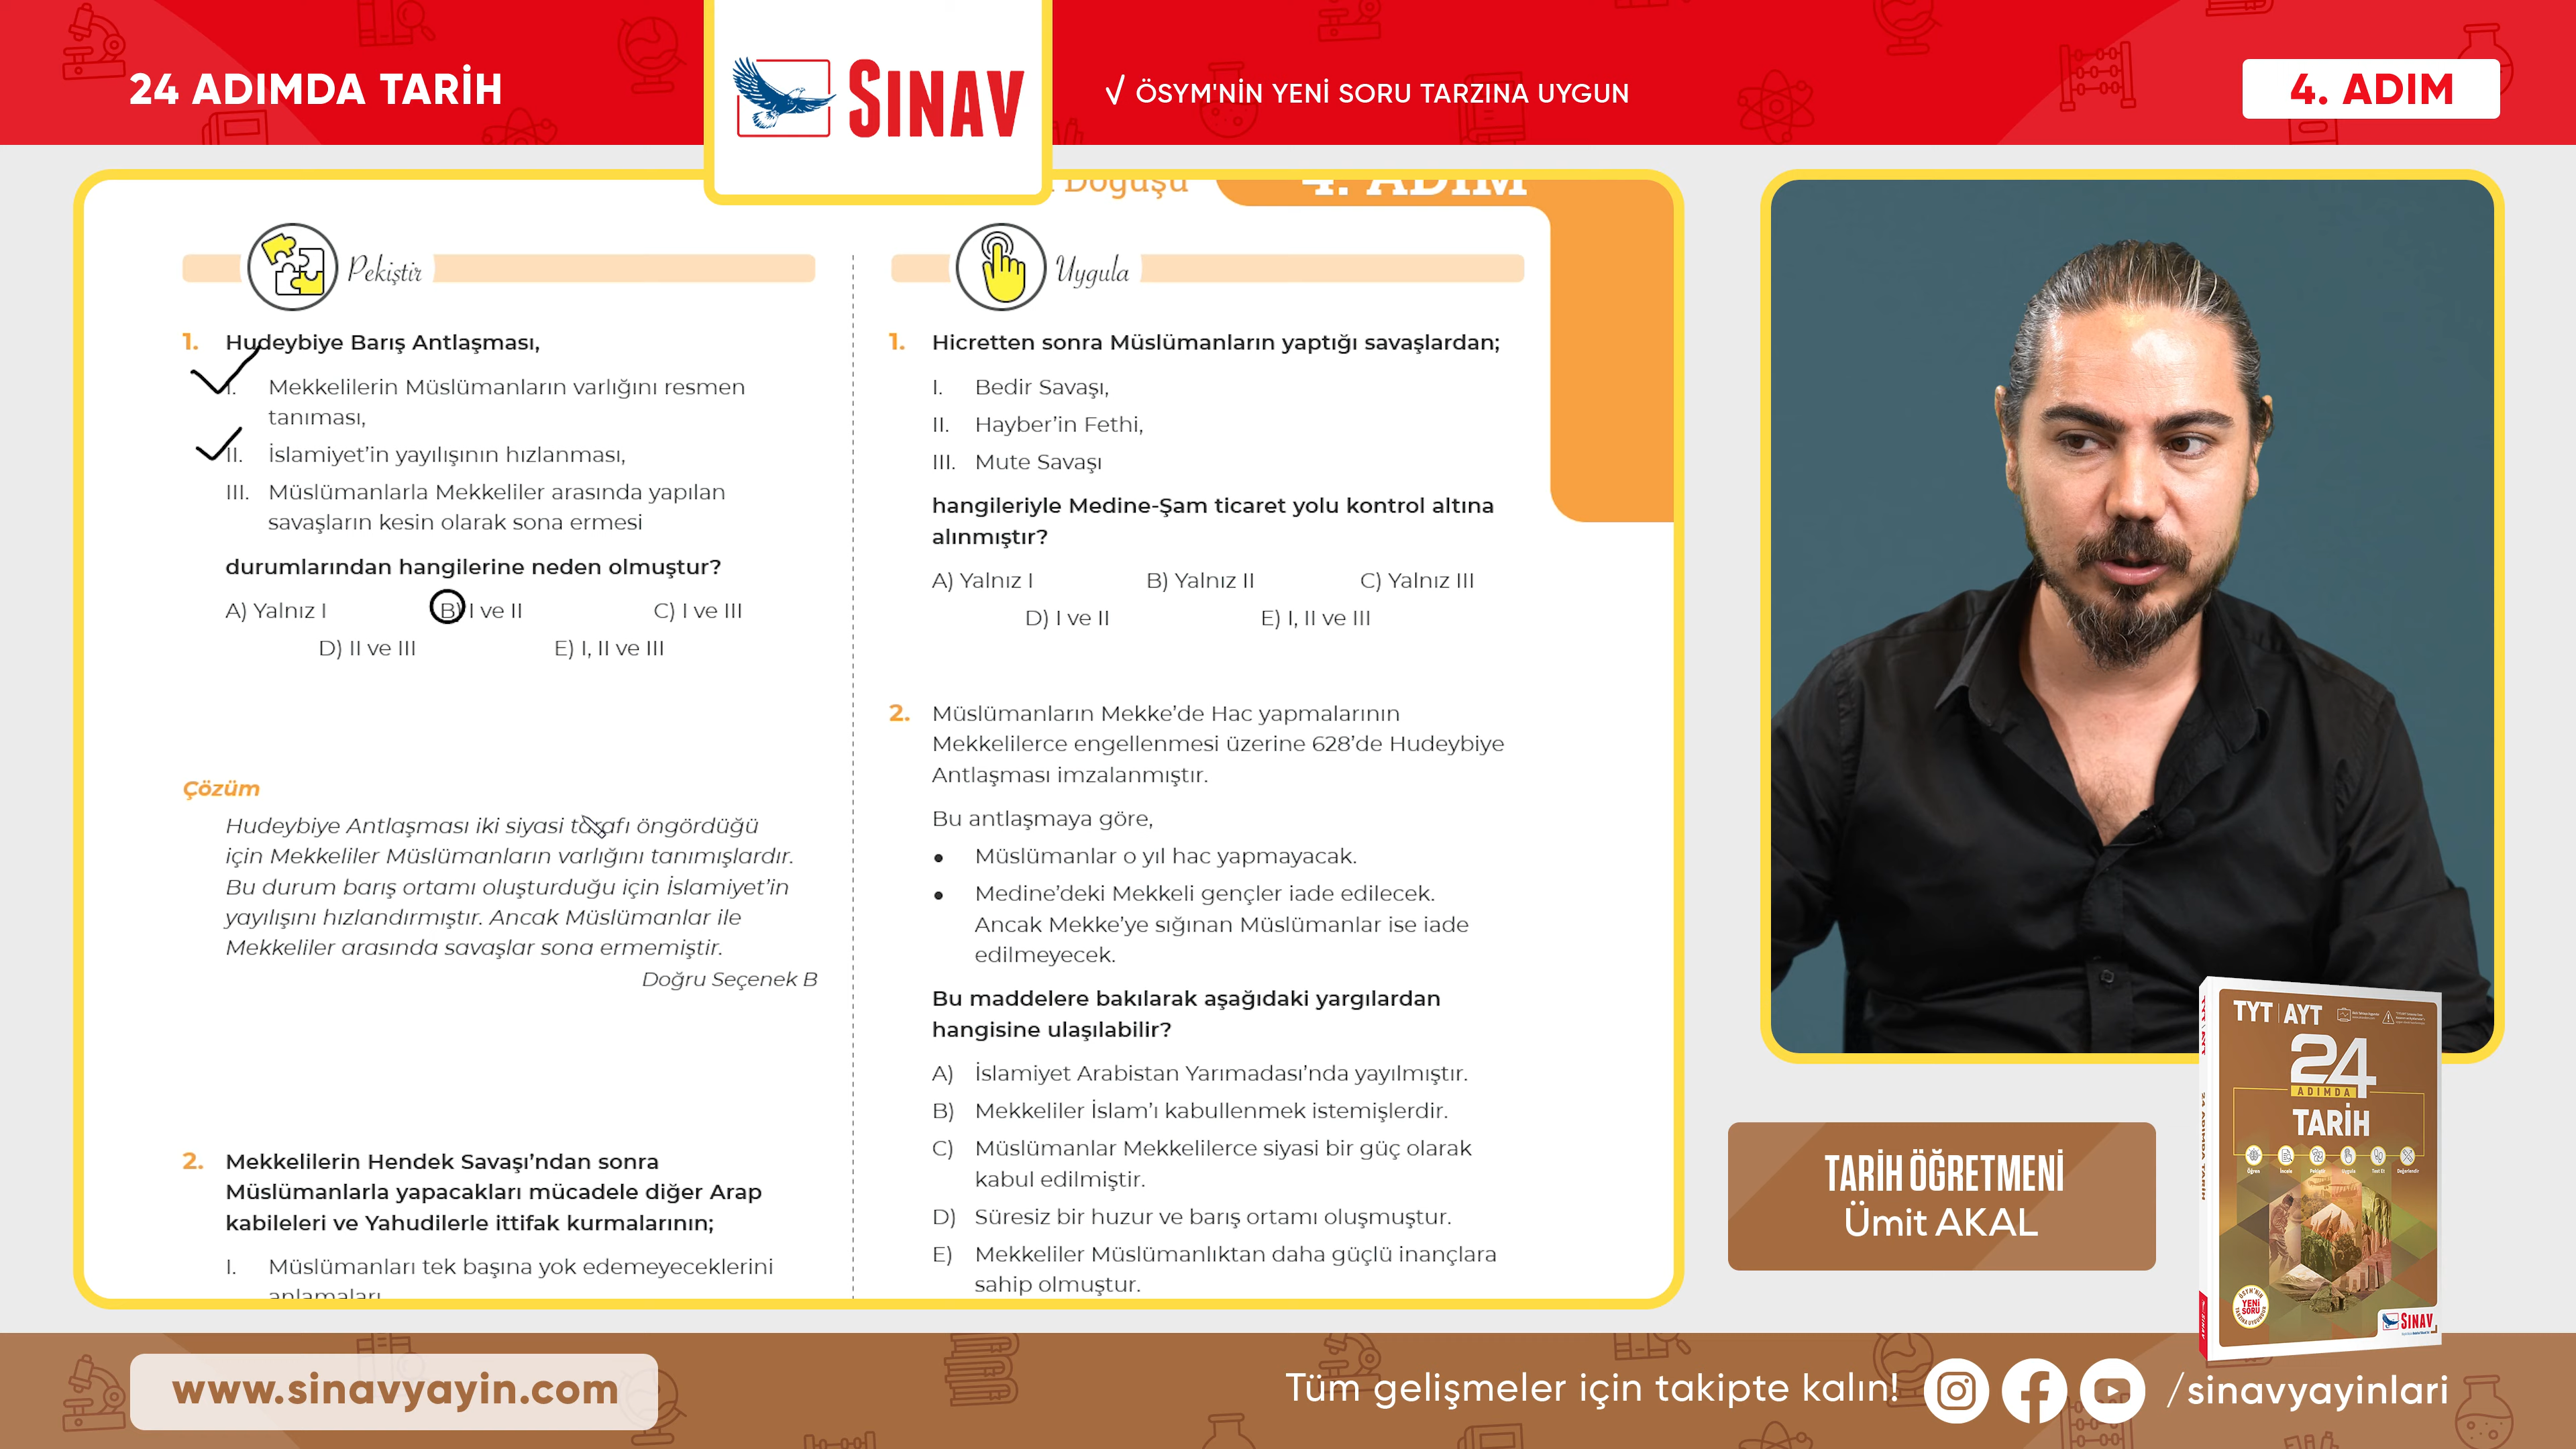 24 ADIMDA TARİH
SINAV
√ ÖSYM'NİN YENİ SORU TARZINA UYGUN
4. ADIM
Doğuşu
4. ADIM
Pekiştir
1. Hudeybiye Barış Antlaşması,
I. Mekkelilerin Müslümanların varlığını resmen
tanıması,
II. İslamiyet'in yayılışının hızlanması,
III. Müslümanlarla Mekkeliler arasında yapılan
savaşların kesin olarak sona ermesi
durumlarından hangilerine neden olmuştur?
A) Yalnız I B) I ve II C) I ve III
D) II ve III E) I, II ve III
Çözüm
Hudeybiye Antlaşması iki siyasi tarafı öngördüğü
için Mekkeliler Müslümanların varlığını tanımışlardır.
Bu durum barış ortamı oluşturduğu için İslamiyet'in
yayılışını hızlandırmıştır. Ancak Müslümanlar ile
Mekkeliler arasında savaşlar sona ermemiştir.
Doğru Seçenek B
2. Mekkelilerin Hendek Savaşı'ndan sonra
Müslümanlarla yapacakları mücadele diğer Arap
kabileleri ve Yahudilerle ittifak kurmalarının;
I. Müslümanları tek başına yok edemeyeceklerini
anlamaları
Uygula
1. Hicretten sonra Müslümanların yaptığı savaşlardan;
I. Bedir Savaşı,
II. Hayber'in Fethi,
III. Mute Savaşı
hangileriyle Medine-Şam ticaret yolu kontrol altına
alınmıştır?
A) Yalnız I B) Yalnız II C) Yalnız III
D) I ve II E) I, II ve III
2. Müslümanların Mekke'de Hac yapmalarının
Mekkelilerce engellenmesi üzerine 628'de Hudeybiye
Antlaşması imzalanmıştır.
Bu antlaşmaya göre,
• Müslümanlar o yıl hac yapmayacak.
• Medine'deki Mekkeli gençler iade edilecek.
Ancak Mekke'ye sığınan Müslümanlar ise iade
edilmeyecek.
Bu maddelere bakılarak aşağıdaki yargılardan
hangisine ulaşılabilir?
A) İslamiyet Arabistan Yarımadası'nda yayılmıştır.
B) Mekkeliler İslam'ı kabullenmek istemişlerdir.
C) Müslümanlar Mekkelilerce siyasi bir güç olarak
kabul edilmiştir.
D) Süresiz bir huzur ve barış ortamı oluşmuştur.
E) Mekkeliler Müslümanlıktan daha güçlü inançlara
sahip olmuştur.
TARİH ÖĞRETMENİ
Ümit AKAL
TYT AYT
24
ADIMDA
TARİH
YENİ
SORU
SINAV
www.sinavyayin.com
Tüm gelişmeler için takipte kalın!
/sinavyayinlari